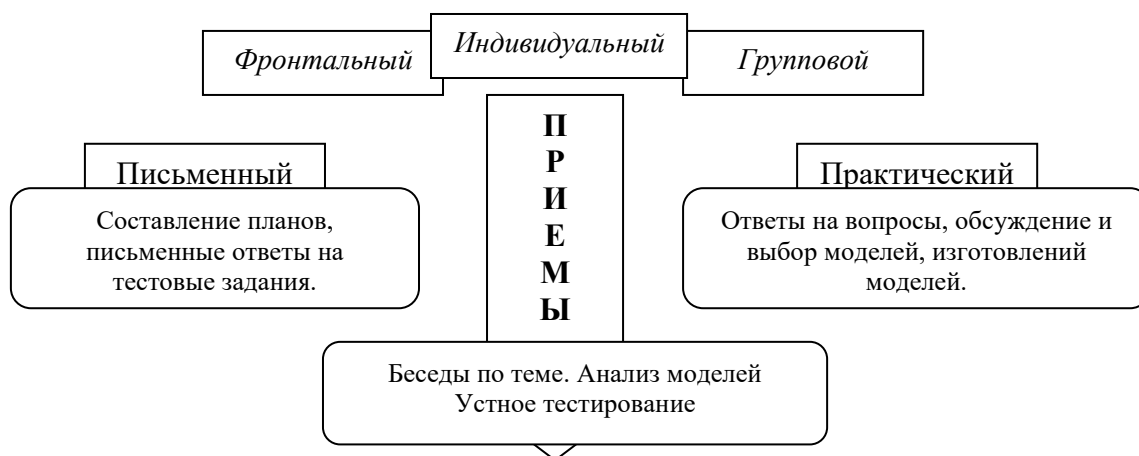 Фронтальный
Индивидуальный
Групповой
П
Р
И
Е
М
Ы
Письменный
Составление планов,
письменные ответы на
тестовые задания.
Практический
Ответы на вопросы, обсуждение и
выбор моделей, изготовлений
моделей.
Беседы по теме. Анализ моделей
Устное тестирование